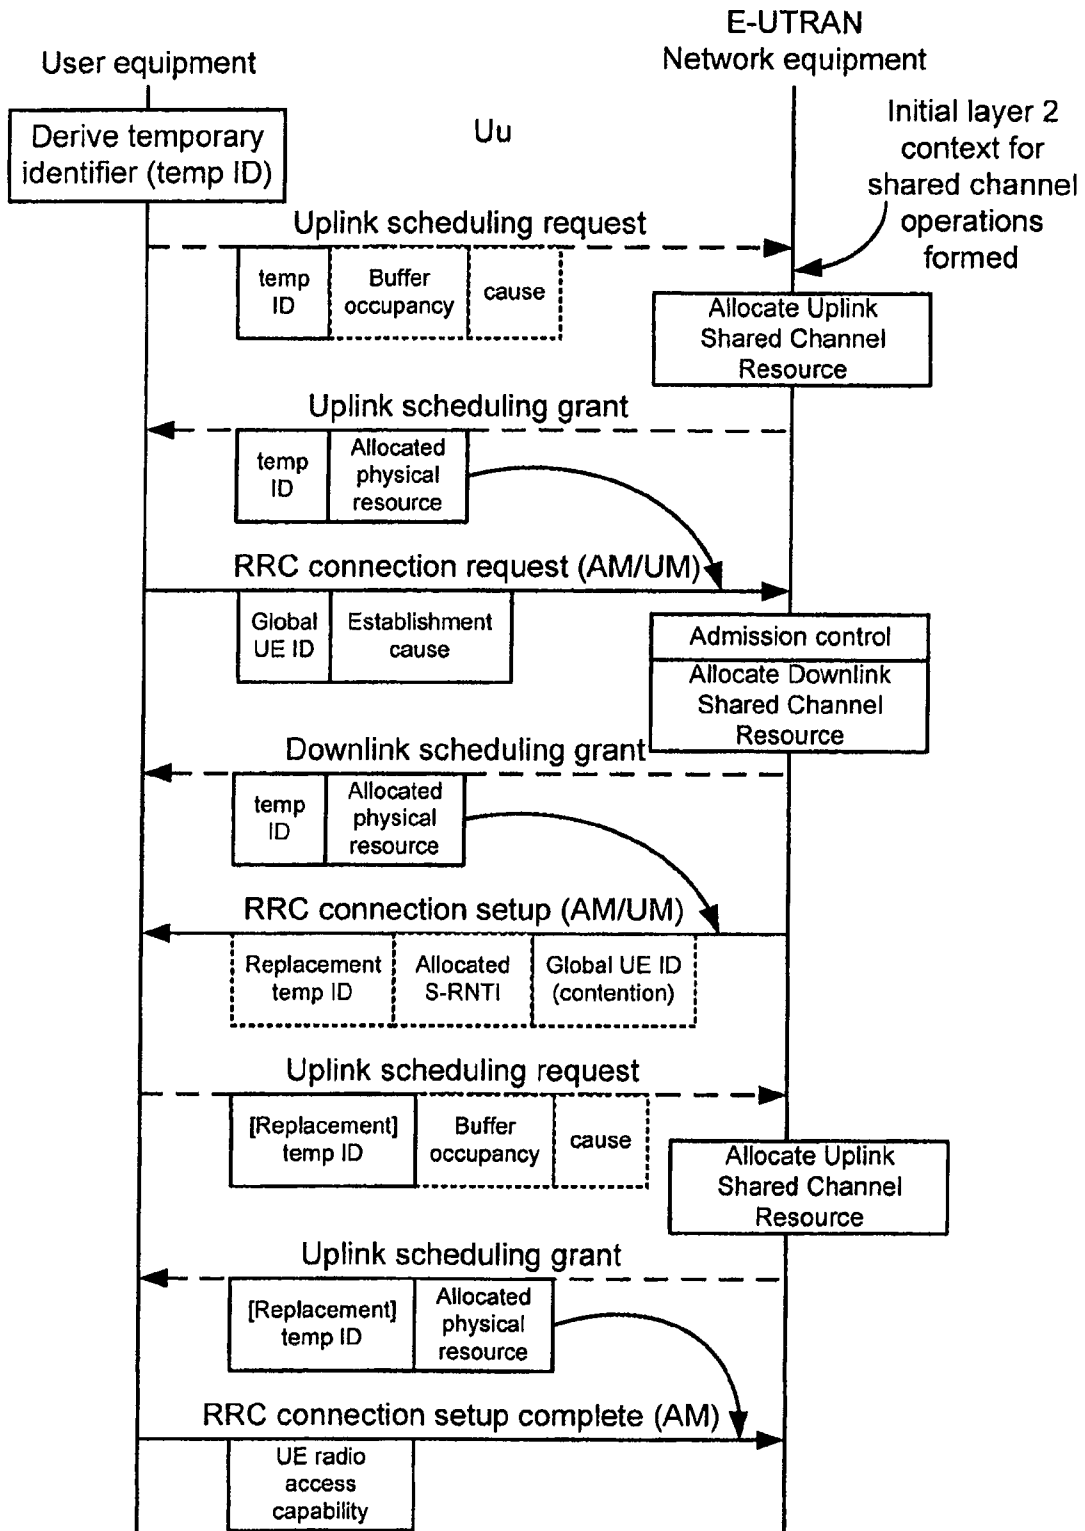 E-UTRAN
Network equipment
User equipment
Derive temporary
identifier (temp ID)
Uu
Initial layer 2
context for
shared channel
operations
formed
Uplink scheduling request
temp
ID
Buffer
occupancy
cause
Allocate Uplink
Shared Channel
Resource
Uplink scheduling grant
temp
ID
Allocated
physical
resource
RRC connection request (AM/UM)
Global
UE ID
Establishment
cause
Admission control
Allocate Downlink
Shared Channel
Resource
Downlink scheduling grant
temp
ID
Allocated
physical
resource
RRC connection setup (AM/UM)
Replacement
temp ID
Allocated
S-RNTI
Global UE ID
(contention)
Uplink scheduling request
[Replacement]
temp ID
Buffer
occupancy
cause
Allocate Uplink
Shared Channel
Resource
Uplink scheduling grant
[Replacement]
temp ID
Allocated
physical
resource
RRC connection setup complete (AM)
UE radio
access
capability